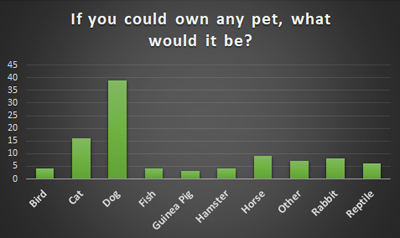 If you could own any pet, what
would it be?
45
40
35
30
25
20
15
10
5
0
Bird
Cat
Dog
Fish
Guinea Pig
Hamster
Horse
Other
Rabbit
Reptile